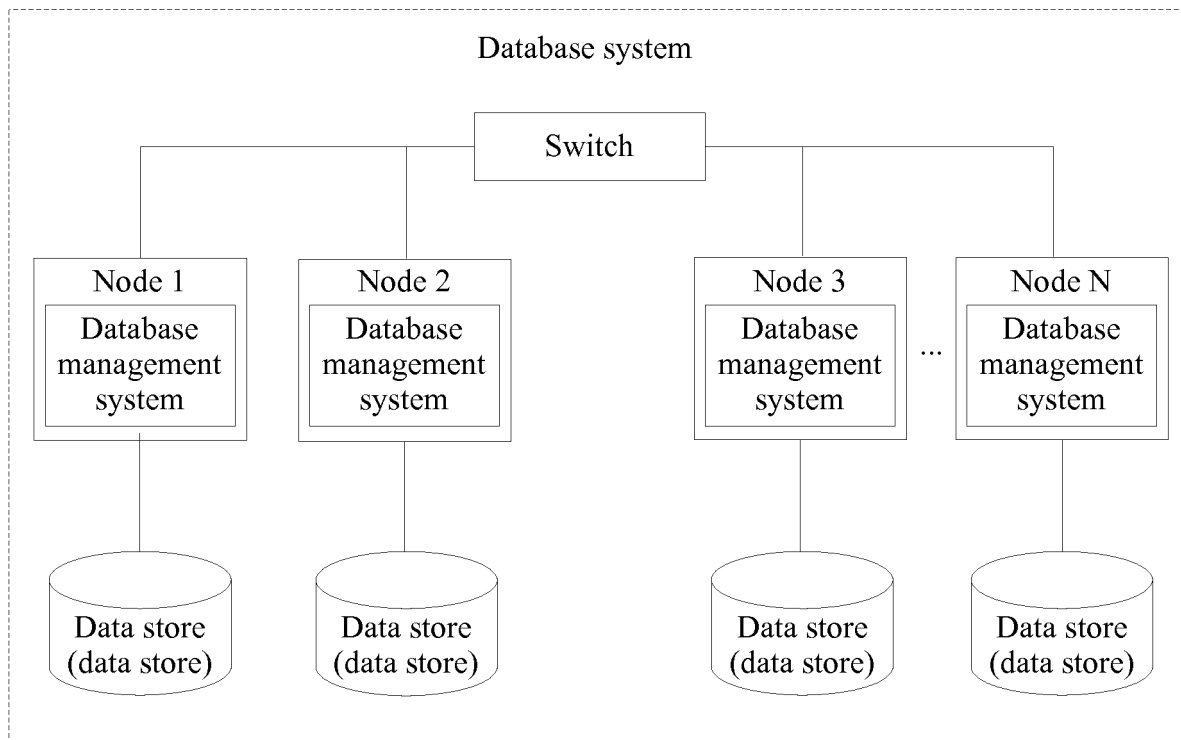 Database system
Switch
Node 1
Database
management
system
Node 2
Database
management
system
Node 3
Database
management
system
...
Node N
Database
management
system
Data store
(data store)
Data store
(data store)
Data store
(data store)
Data store
(data store)